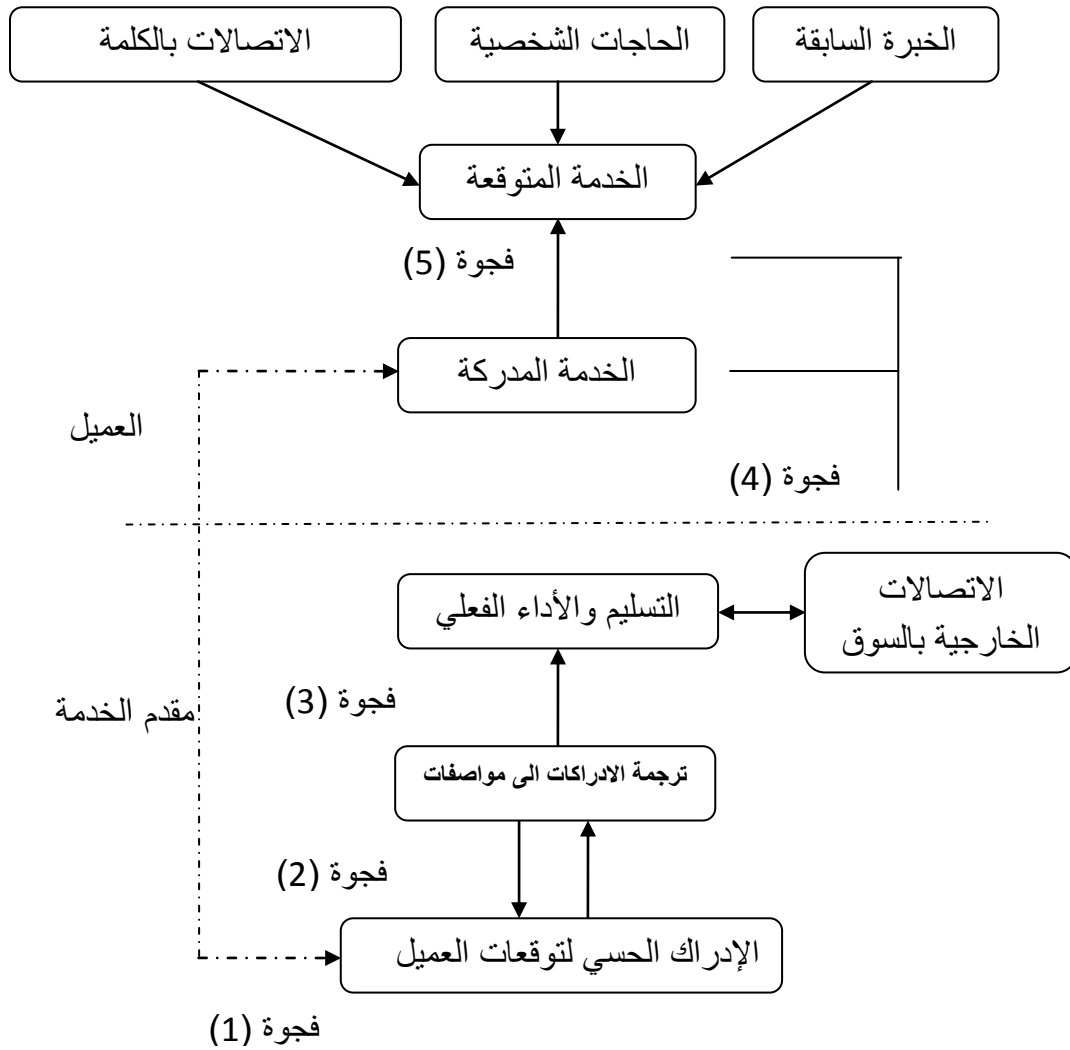 الخبرة السابقة
الحاجات الشخصية
الاتصالات بالكلمة
الخدمة المتوقعة
فجوة (5)
الخدمة المدركة
العميل
فجوة (4)
الاتصالات
الخارجية بالسوق
التسليم والأداء الفعلي
فجوة (3)
مقدم الخدمة
ترجمة الادراكات الى مواصفات
فجوة (2)
الإدراك الحسي لتوقعات العميل
فجوة (1)